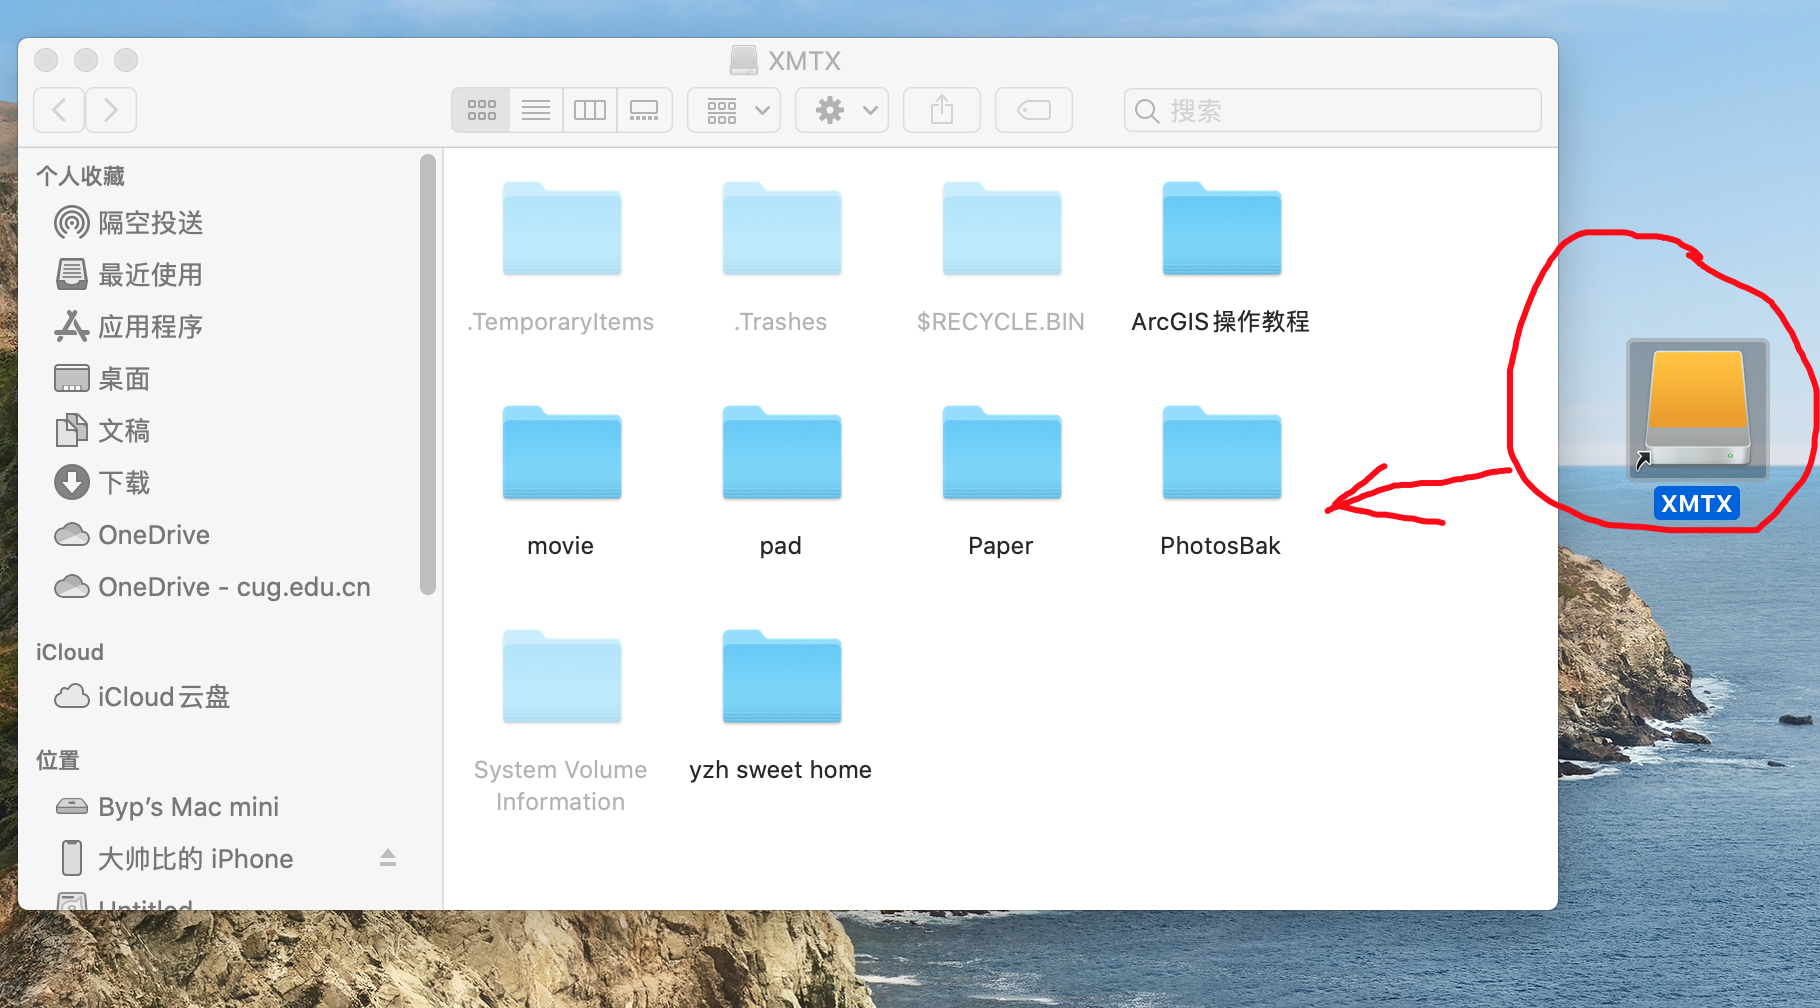 XMTX
搜索
个人收藏
隔空投送
最近使用
应用程序
桌面
文稿
下载
OneDrive
OneDrive - cug.edu.cn
iCloud
iCloud云盘
位置
Byp’s Mac mini
大帅比的 iPhone
Untitled
.TemporaryItems
.Trashes
$RECYCLE.BIN
ArcGIS操作教程
movie
pad
Paper
PhotosBak
System Volume
Information
yzh sweet home
XMTX